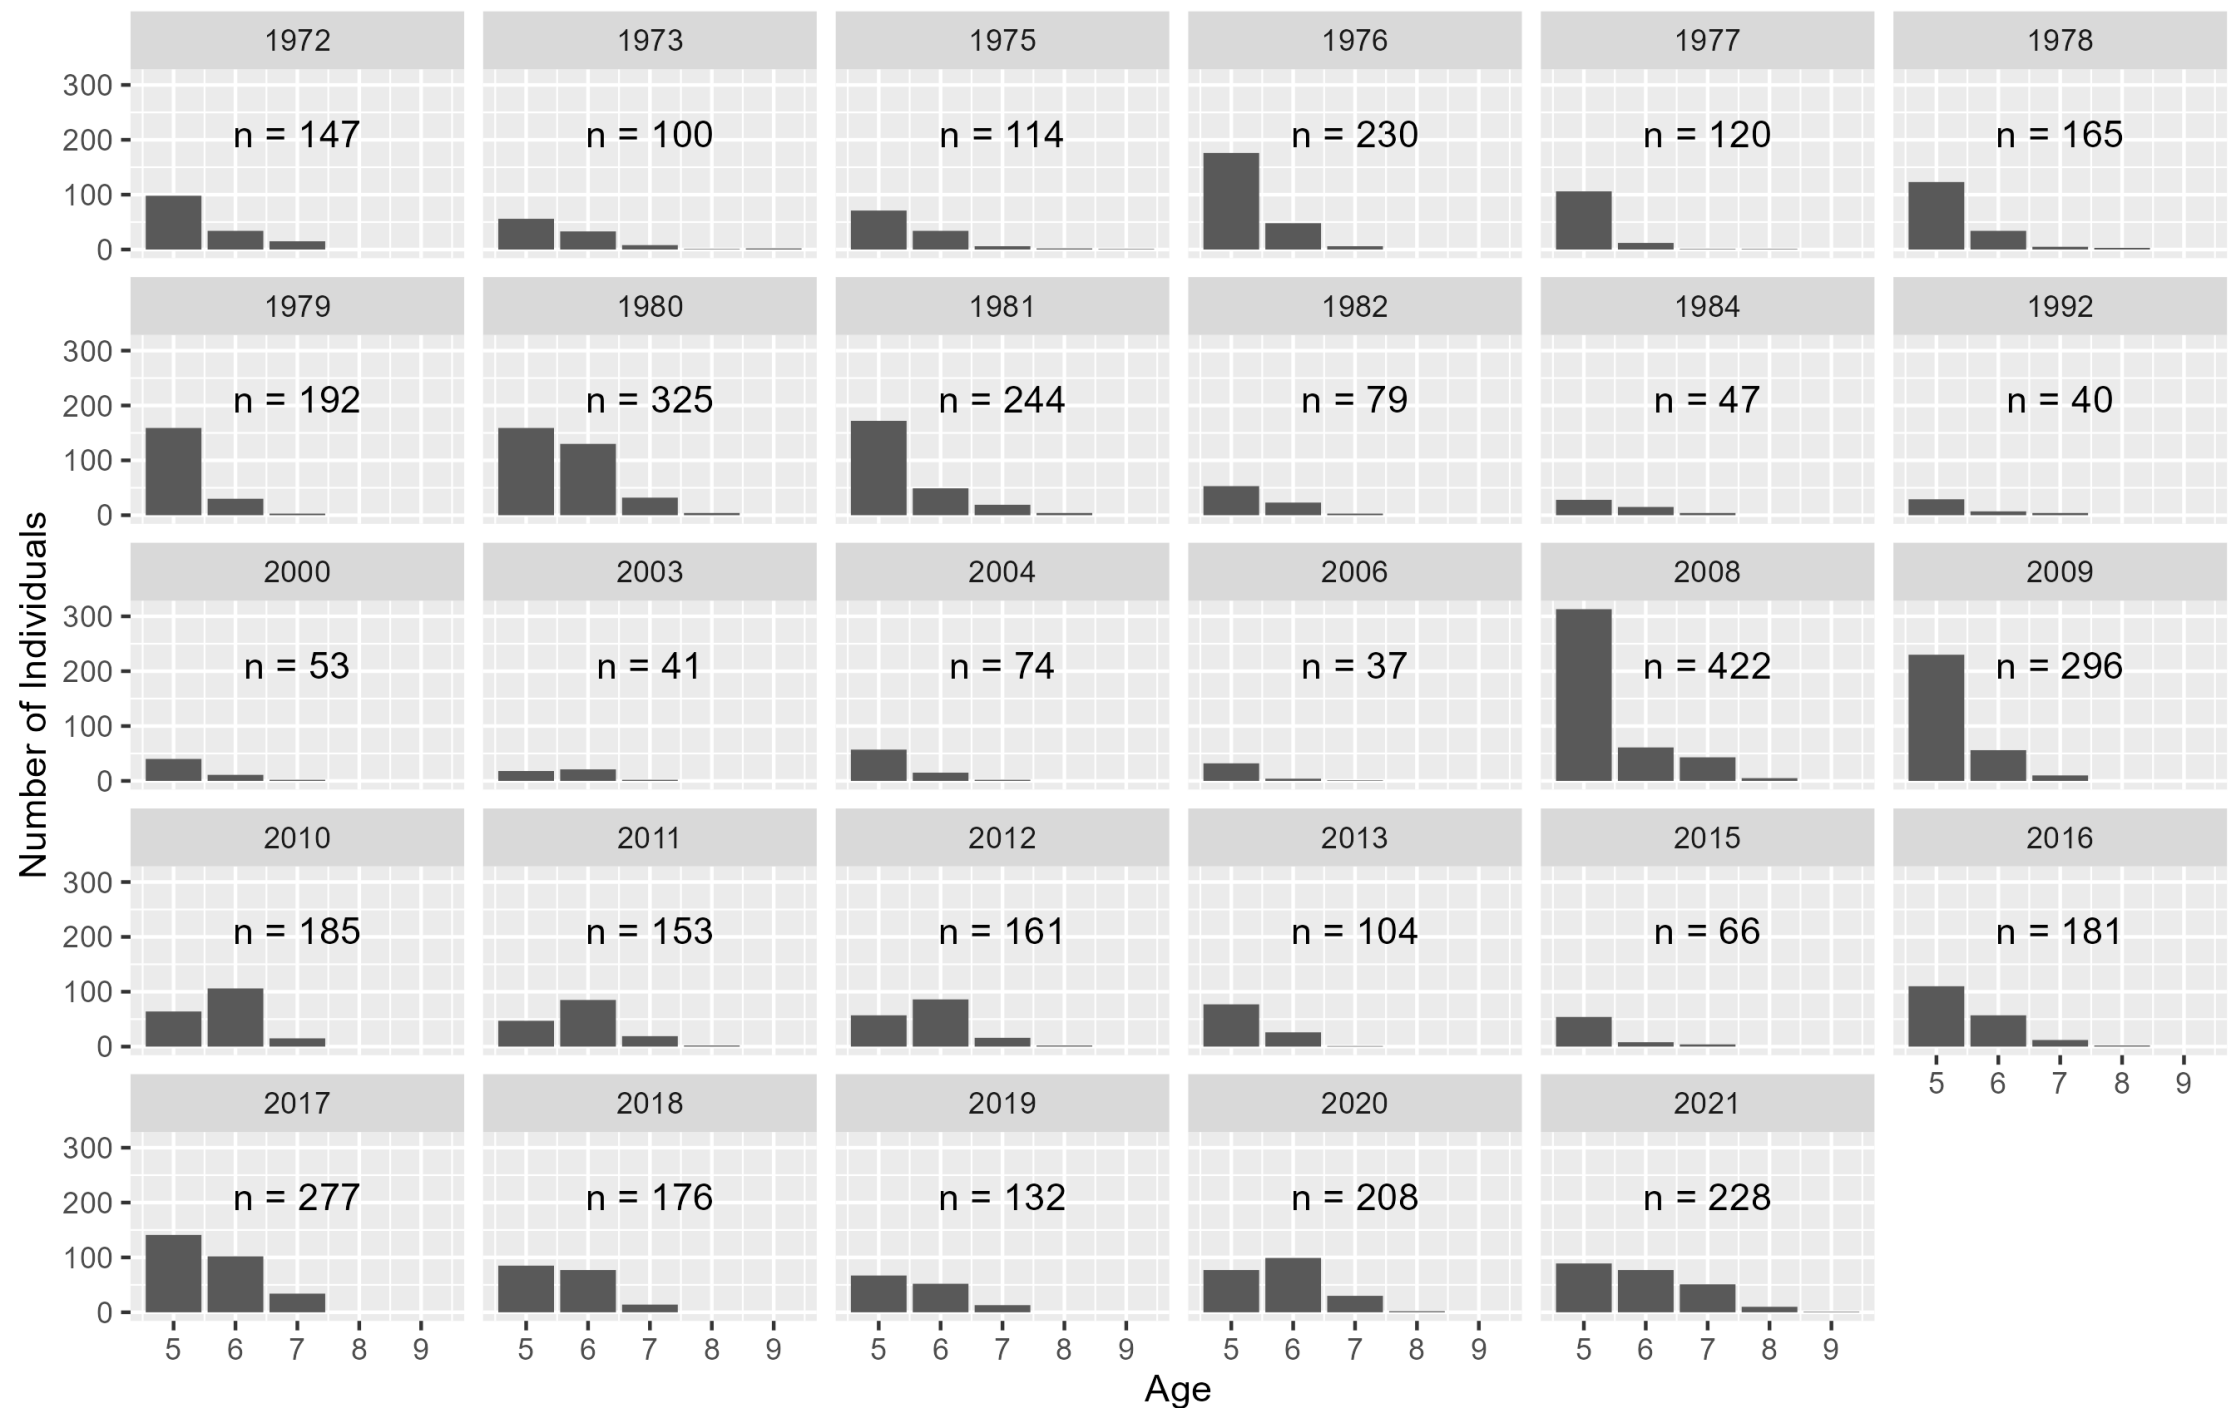 1972 1973 1975 1976 1977 1978
300
200
100
0
n = 147 n = 100 n = 114 n = 230 n = 120 n = 165
1979 1980 1981 1982 1984 1992
300
200
100
0
n = 192 n = 325 n = 244 n = 79 n = 47 n = 40
Number of Individuals
2000 2003 2004 2006 2008 2009
300
200
100
0
n = 53 n = 41 n = 74 n = 37 n = 422 n = 296
2010 2011 2012 2013 2015 2016
300
200
100
0
n = 185 n = 153 n = 161 n = 104 n = 66 n = 181
5 6 7 8 9
2017 2018 2019 2020 2021
300
200
100
0
n = 277 n = 176 n = 132 n = 208 n = 228
5 6 7 8 9 5 6 7 8 9 5 6 7 8 9 5 6 7 8 9 5 6 7 8 9
Age